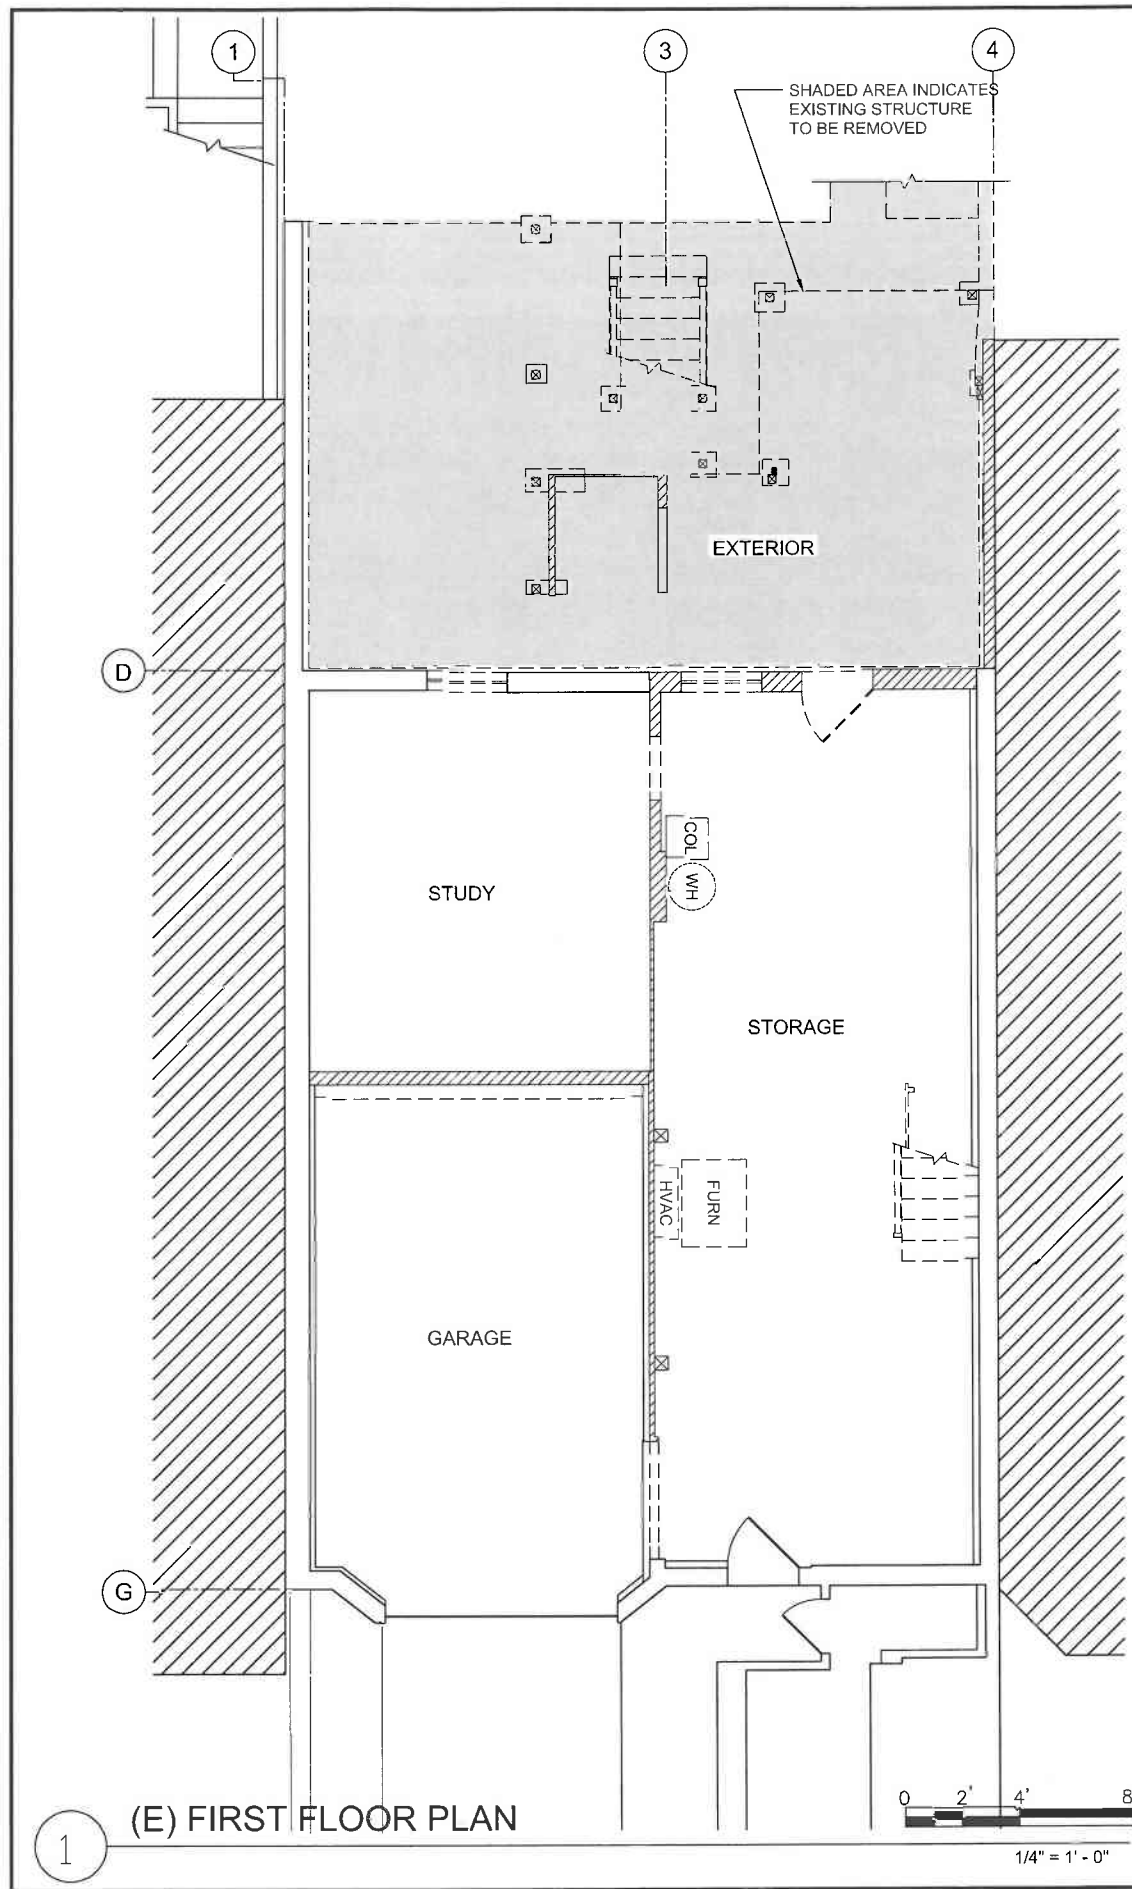 1
3
4
SHADED AREA INDICATES
EXISTING STRUCTURE
TO BE REMOVED
EXTERIOR
D
COL
WH
STUDY
STORAGE
HVAC
FURN
GARAGE
G
(E) FIRST FLOOR PLAN
1
0 2' 4' 8
1/4" = 1' - 0"